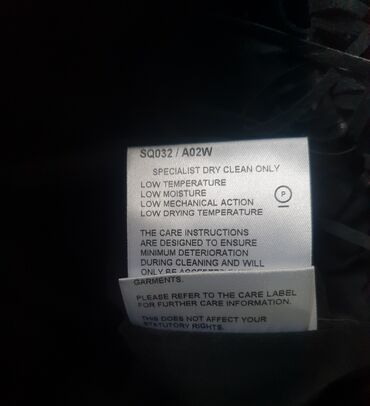 SQ032 / A02W
SPECIALIST DRY CLEAN ONLY
LOW TEMPERATURE
LOW MOISTURE
LOW MECHANICAL ACTION
LOW DRYING TEMPERATURE
P
THE CARE INSTRUCTIONS
ARE DESIGNED TO ENSURE
MINIMUM DETERIORATION
DURING CLEANING AND WILL
ONLY BE
GARMENTS.
PLEASE REFER TO THE CARE LABEL
FOR FURTHER CARE INFORMATION.
THIS DOES NOT AFFECT YOUR
STATUTORY RIGHTS.